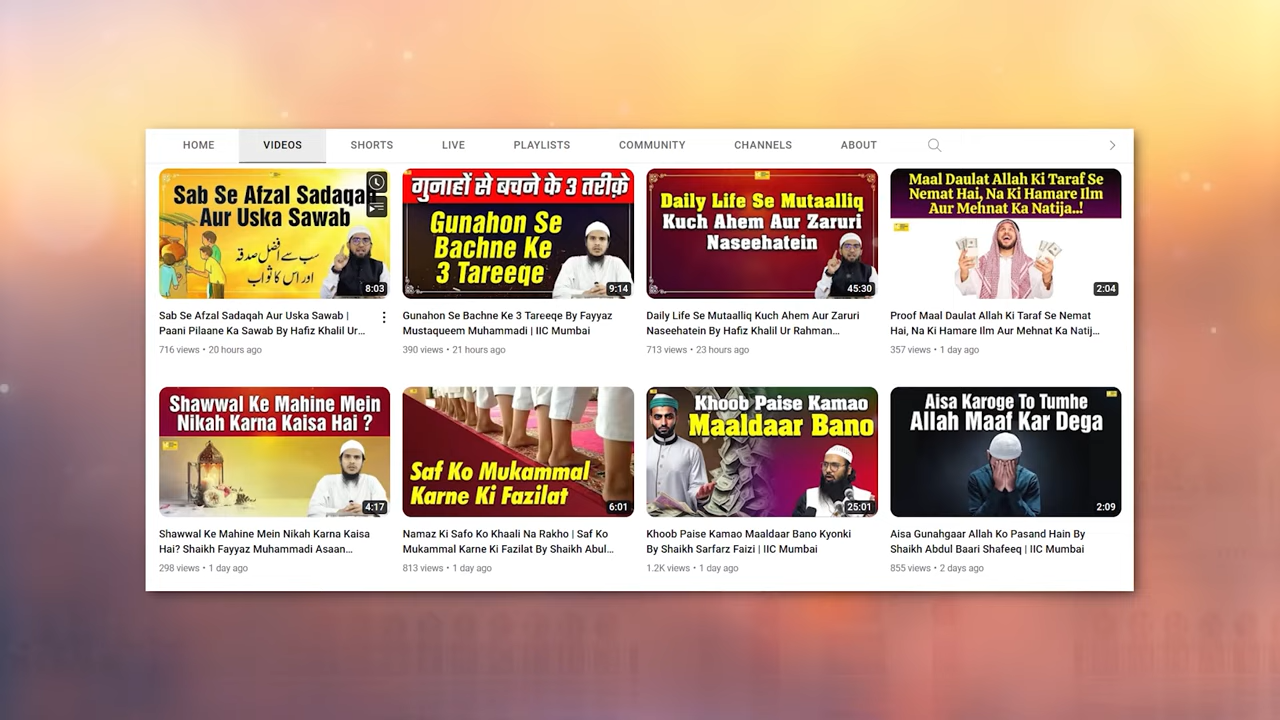 HOME VIDEOS SHORTS LIVE PLAYLISTS COMMUNITY CHANNELS ABOUT
Sab Se Afzal Sadaqah
Aur Uska Sawab
سب سے افضل صدقہ
اور اس کا ثواب
8:03
Sab Se Afzal Sadaqah Aur Uska Sawab |
Paani Pilaane Ka Sawab By Hafiz Khalil Ur...
716 views • 20 hours ago
गुनाहों से बचने के 3 तरीक़े
Gunahon Se
Bachne Ke
3 Tareeqe
9:14
Gunahon Se Bachne Ke 3 Tareeqe By Fayyaz
Mustaqueem Muhammadi | IIC Mumbai
390 views • 21 hours ago
Daily Life Se Mutaalliq
Kuch Ahem Aur Zaruri
Naseehatein
45:30
Daily Life Se Mutaalliq Kuch Ahem Aur Zaruri
Naseehatein By Hafiz Khalil Ur Rahman...
713 views • 23 hours ago
Maal Daulat Allah Ki Taraf Se
Nemat Hai, Na Ki Hamare Ilm
Aur Mehnat Ka Natija..!
2:04
Proof Maal Daulat Allah Ki Taraf Se Nemat
Hai, Na Ki Hamare Ilm Aur Mehnat Ka Natij...
357 views • 1 day ago
Shawwal Ke Mahine Mein
Nikah Karna Kaisa Hai ?
4:17
Shawwal Ke Mahine Mein Nikah Karna Kaisa
Hai? Shaikh Fayyaz Muhammadi Asaan...
298 views • 1 day ago
Saf Ko Mukammal
Karne Ki Fazilat
6:01
Namaz Ki Safo Ko Khaali Na Rakho | Saf Ko
Mukammal Karne Ki Fazilat By Shaikh Abul...
813 views • 1 day ago
Khoob Paise Kamao
Maaldaar Bano
25:01
Khoob Paise Kamao Maaldaar Bano Kyonki
By Shaikh Sarfarz Faizi | IIC Mumbai
1.2K views • 1 day ago
Aisa Karoge To Tumhe
Allah Maaf Kar Dega
2:09
Aisa Gunahgaar Allah Ko Pasand Hain By
Shaikh Abdul Baari Shafeeq | IIC Mumbai
855 views • 2 days ago